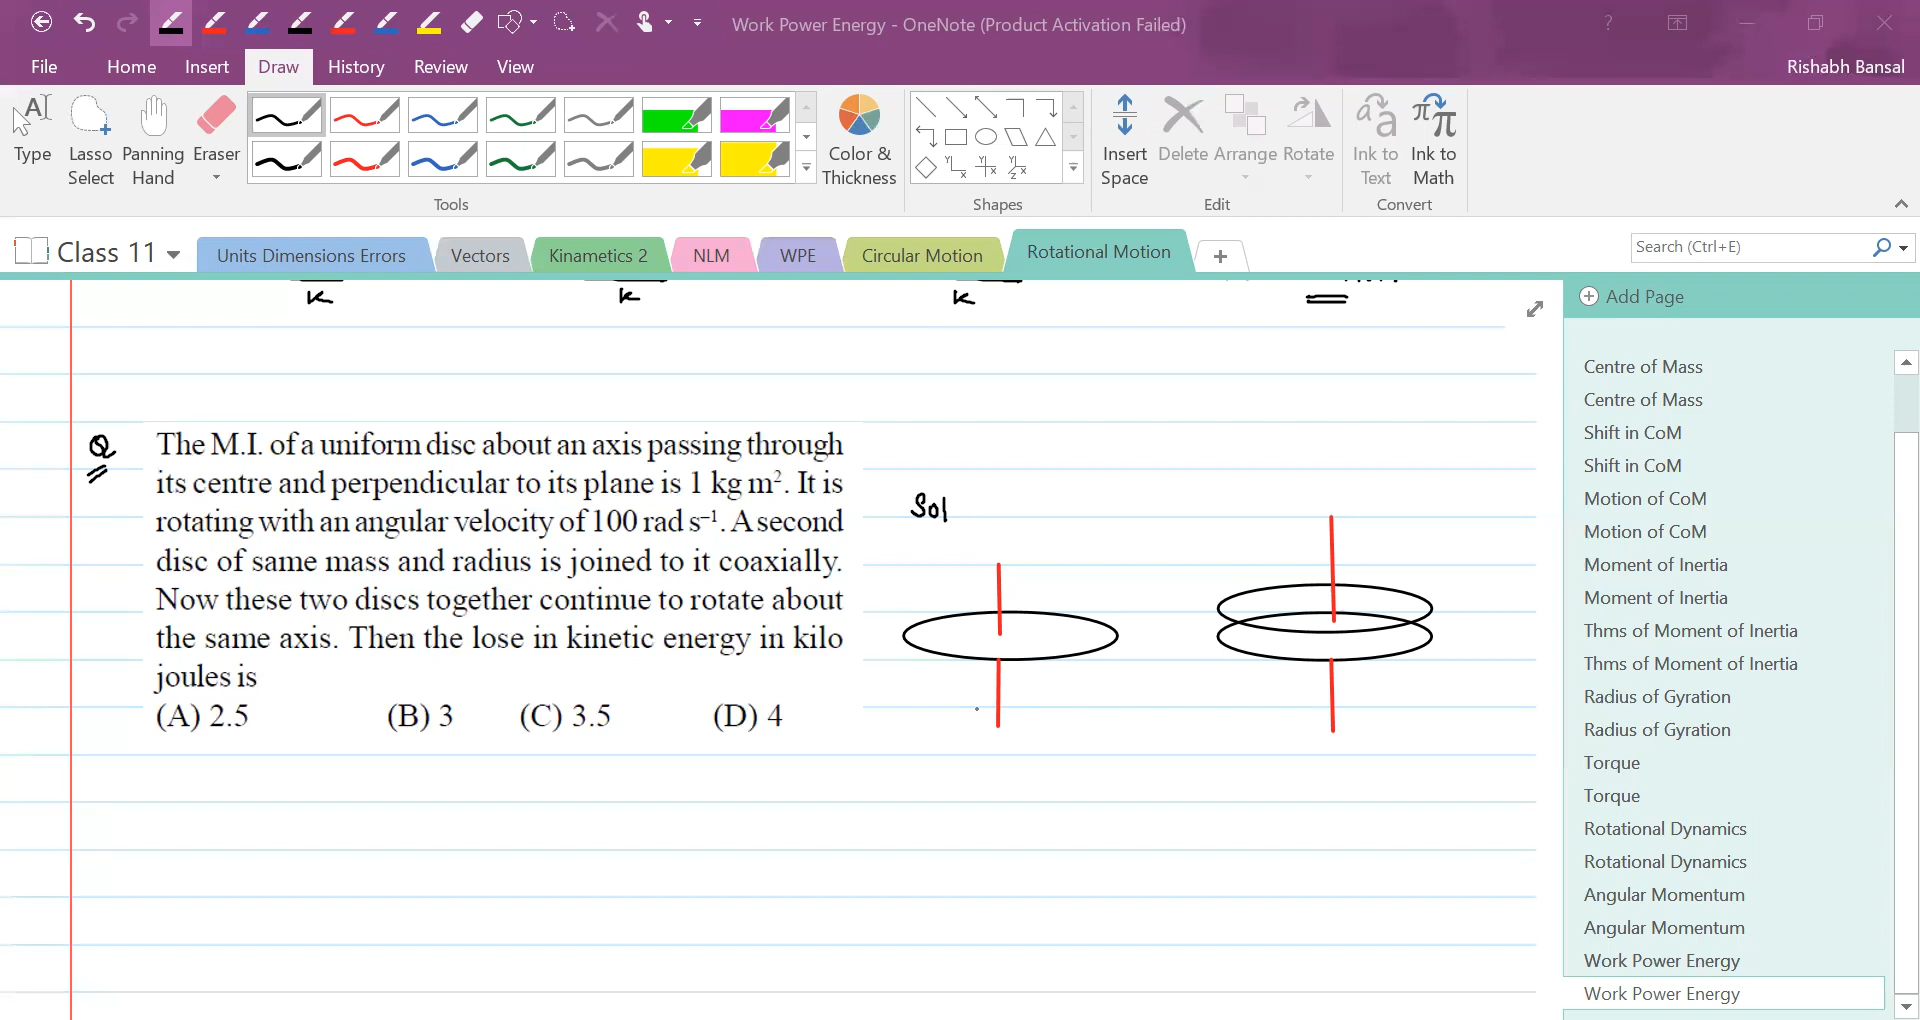 Work Power Energy - OneNote (Product Activation Failed)
?
File Home Insert Draw History Review View
Rishabh Bansal
Type
Lasso Select
Panning Hand
Eraser
Color & Thickness
Insert Space
Delete
Arrange
Rotate
Ink to Text
Ink to Math
Tools
Shapes
Edit
Convert
Class 11
Units Dimensions Errors
Vectors
Kinametics 2
NLM
WPE
Circular Motion
Rotational Motion
+
Search (Ctrl+E)
k k k
Q
The M.I. of a uniform disc about an axis passing through
its centre and perpendicular to its plane is 1 kg m². It is
rotating with an angular velocity of 100 rad s⁻¹. A second
disc of same mass and radius is joined to it coaxially.
Now these two discs together continue to rotate about
the same axis. Then the lose in kinetic energy in kilo
joules is
(A) 2.5 (B) 3 (C) 3.5 (D) 4
Sol
Add Page
Centre of Mass
Centre of Mass
Shift in CoM
Shift in CoM
Motion of CoM
Motion of CoM
Moment of Inertia
Moment of Inertia
Thms of Moment of Inertia
Thms of Moment of Inertia
Radius of Gyration
Radius of Gyration
Torque
Torque
Rotational Dynamics
Rotational Dynamics
Angular Momentum
Angular Momentum
Work Power Energy
Work Power Energy